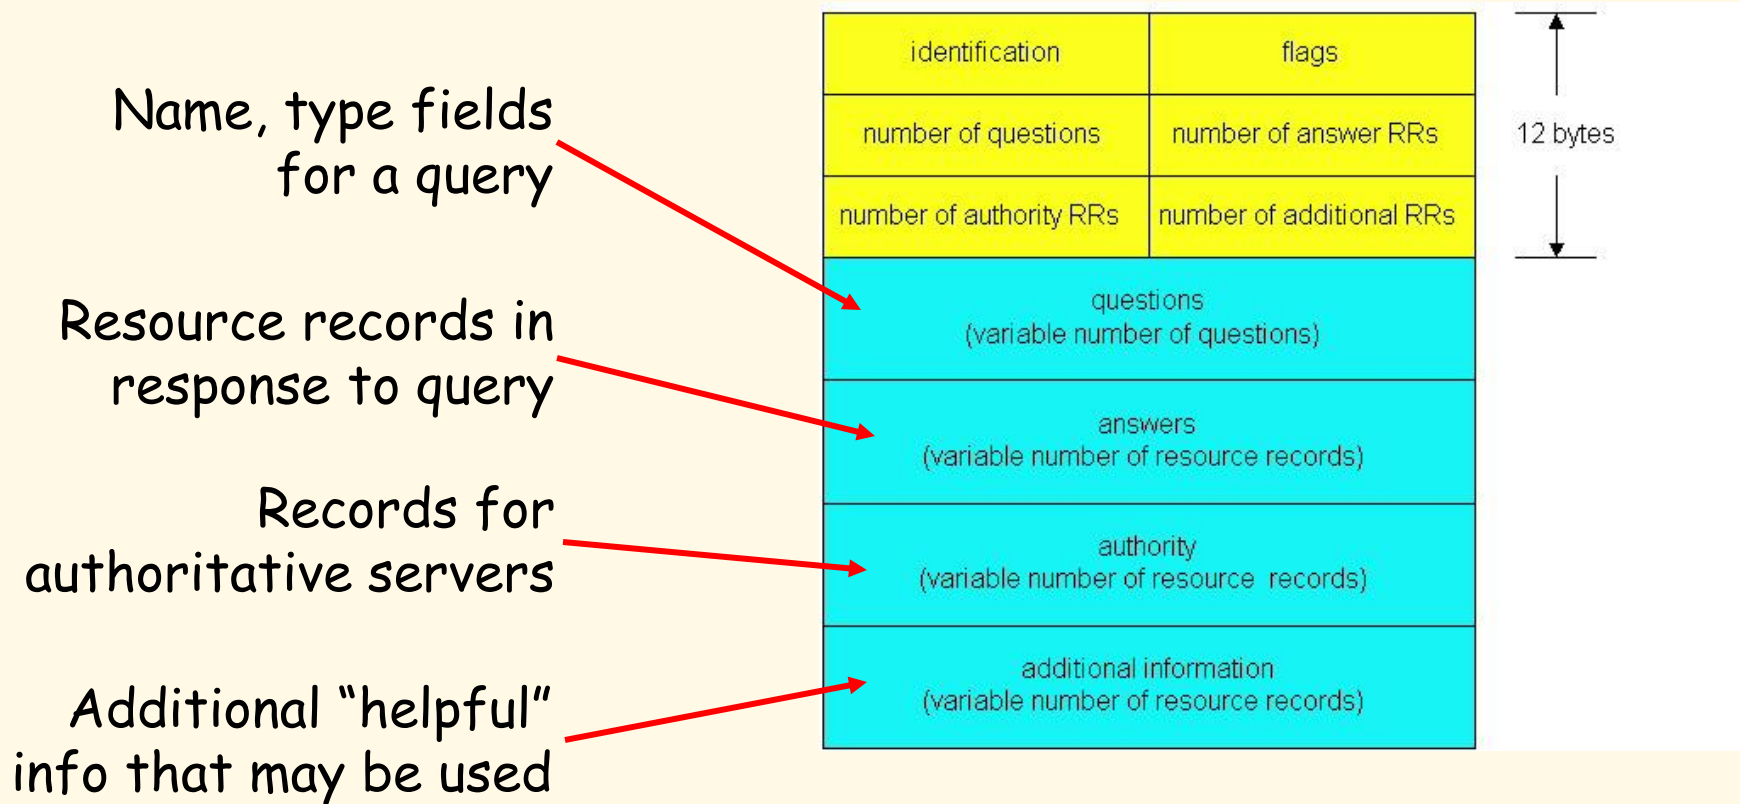 Name, type fields
for a query
Resource records in
response to query
Records for
authoritative servers
Additional “helpful”
info that may be used
identification
flags
number of questions
number of answer RRs
number of authority RRs
number of additional RRs
12 bytes
questions
(variable number of questions)
answers
(variable number of resource records)
authority
(variable number of resource records)
additional information
(variable number of resource records)